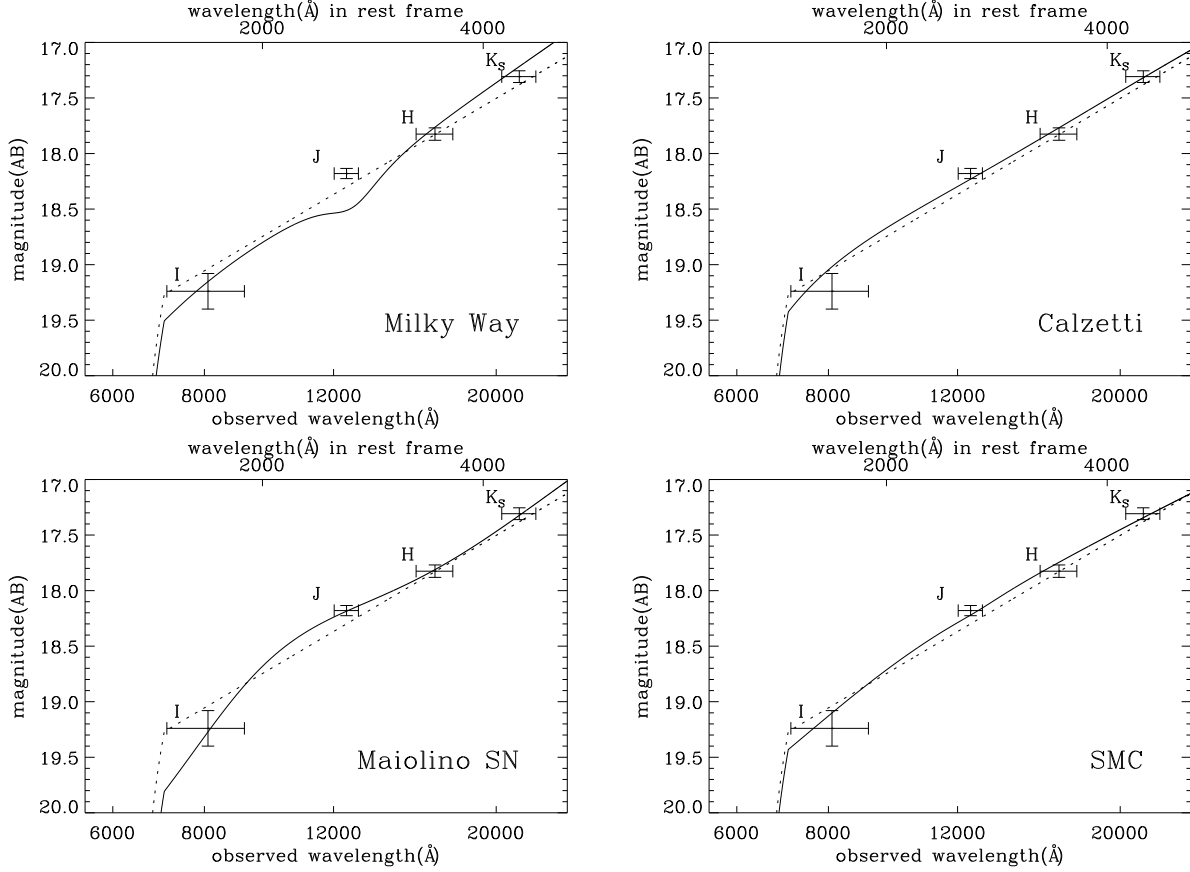 wavelength(Å) in rest frame
2000 4000
magnitude(AB)
17.0
17.5
18.0
18.5
19.0
19.5
20.0
I
J
H
Ks
Milky Way
6000 8000 12000 20000
observed wavelength(Å)
wavelength(Å) in rest frame
2000 4000
magnitude(AB)
17.0
17.5
18.0
18.5
19.0
19.5
20.0
I
J
H
Ks
Calzetti
6000 8000 12000 20000
observed wavelength(Å)
wavelength(Å) in rest frame
2000 4000
magnitude(AB)
17.0
17.5
18.0
18.5
19.0
19.5
20.0
I
J
H
Ks
Maiolino SN
6000 8000 12000 20000
observed wavelength(Å)
wavelength(Å) in rest frame
2000 4000
magnitude(AB)
17.0
17.5
18.0
18.5
19.0
19.5
20.0
I
J
H
Ks
SMC
6000 8000 12000 20000
observed wavelength(Å)